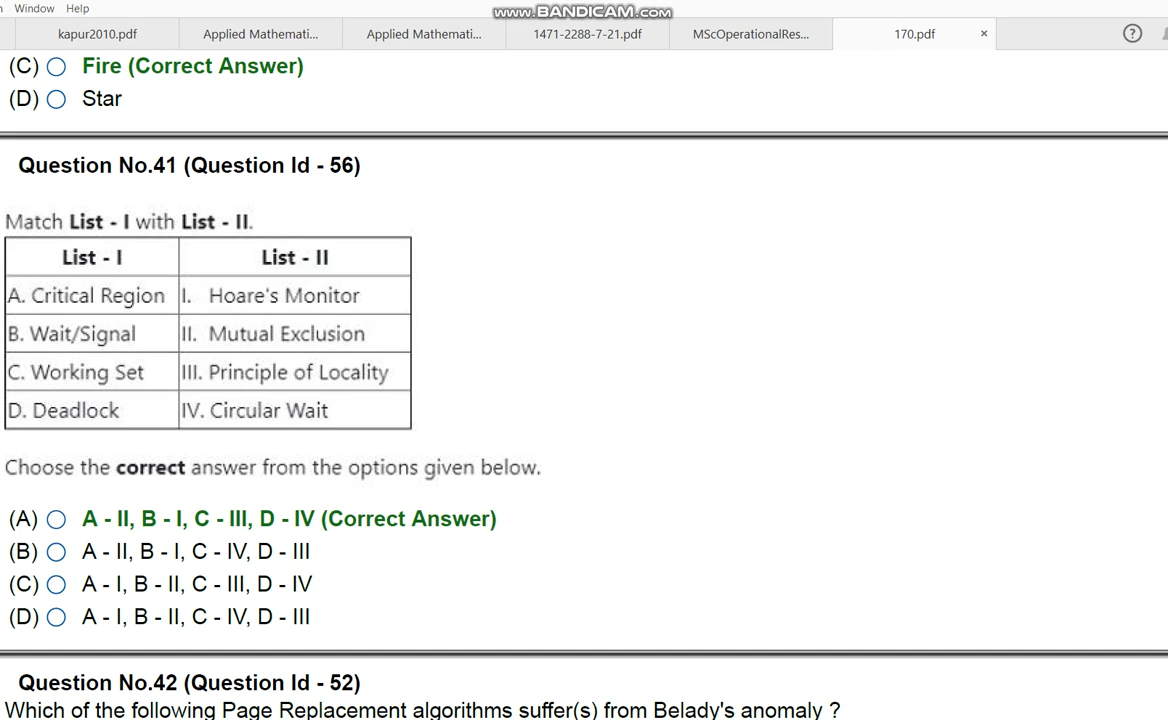 Window Help
www.BANDICAM.com
kapur2010.pdf Applied Mathemati... Applied Mathemati... 1471-2288-7-21.pdf MScOperationalRes... 170.pdf × ?
(C) Fire (Correct Answer)
(D) Star
Question No.41 (Question Id - 56)
Match List - I with List - II.
List - I List - II
A. Critical Region I. Hoare's Monitor
B. Wait/Signal II. Mutual Exclusion
C. Working Set III. Principle of Locality
D. Deadlock IV. Circular Wait
Choose the correct answer from the options given below.
(A) A - II, B - I, C - III, D - IV (Correct Answer)
(B) A - II, B - I, C - IV, D - III
(C) A - I, B - II, C - III, D - IV
(D) A - I, B - II, C - IV, D - III
Question No.42 (Question Id - 52)
Which of the following Page Replacement algorithms suffer(s) from Belady's anomaly ?